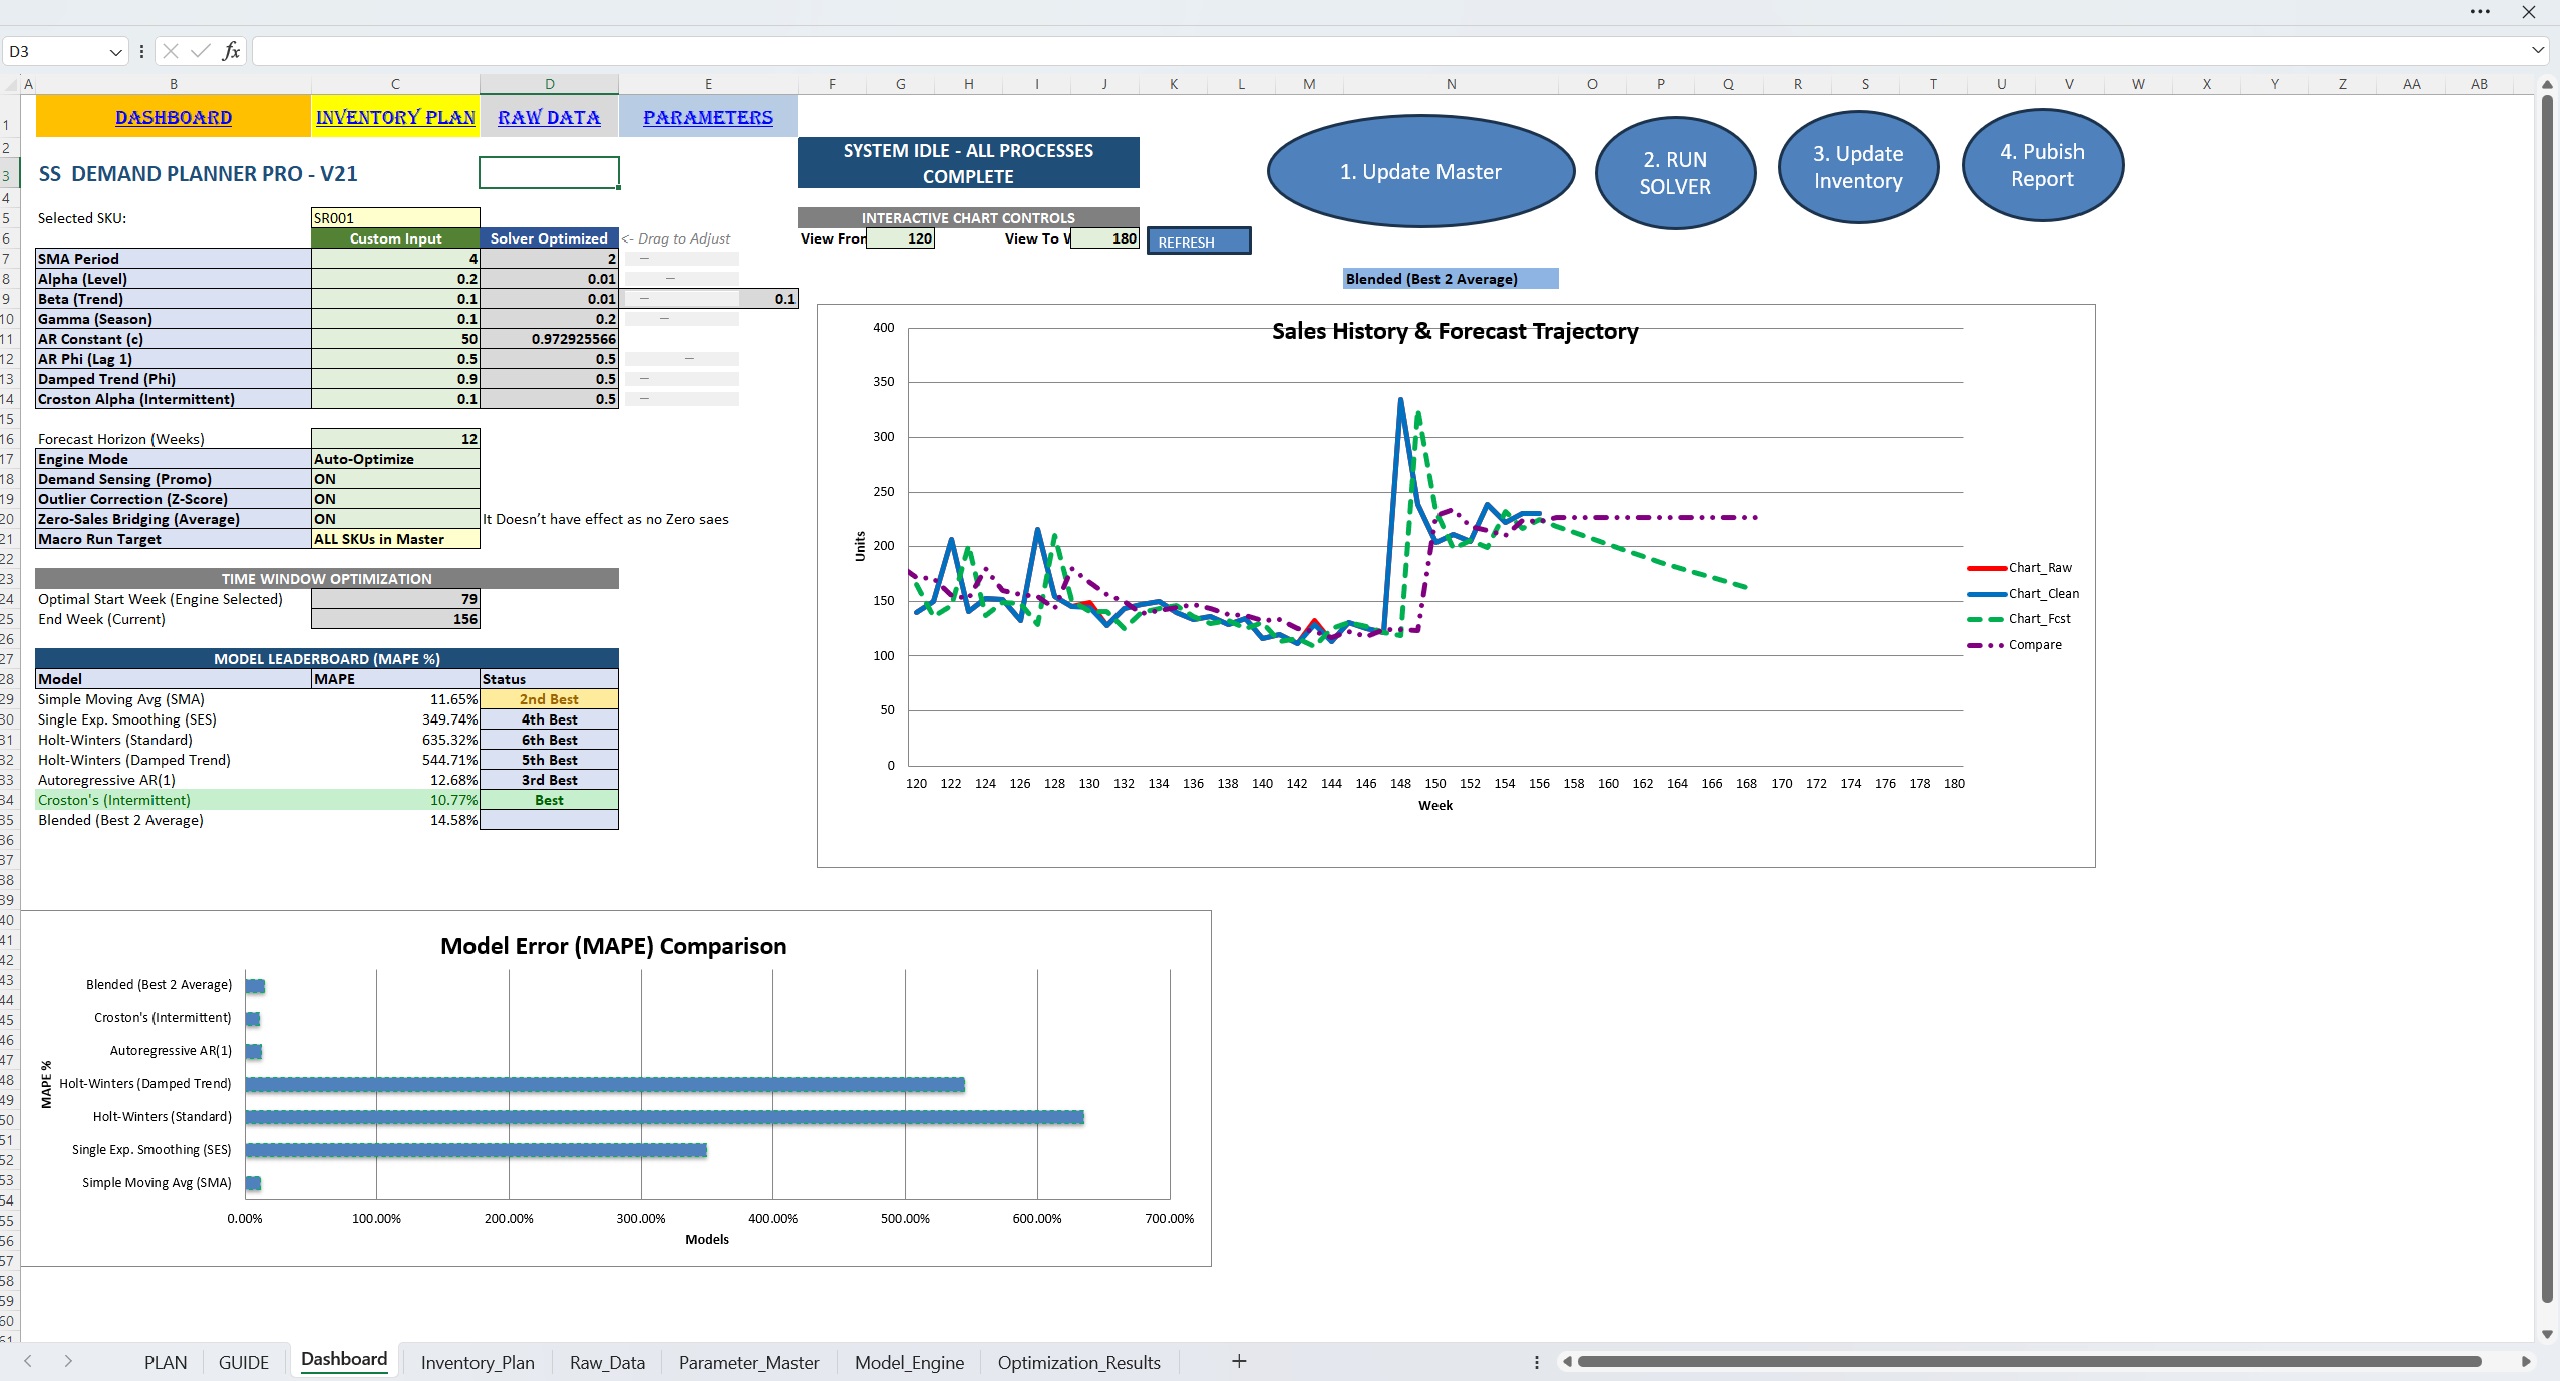 D3
fx
A B C D E F G H I J K L M N O P Q R S T U V W X Y Z AA AB
DASHBOARD INVENTORY PLAN RAW DATA PARAMETERS
SYSTEM IDLE - ALL PROCESSES
COMPLETE
1. Update Master
2. RUN
SOLVER
3. Update
Inventory
4. Pubish
Report
SS DEMAND PLANNER PRO - V21
Selected SKU: SR001
INTERACTIVE CHART CONTROLS
Custom Input Solver Optimized <- Drag to Adjust
View From 120 View To W 180 REFRESH
SMA Period 4 2
Alpha (Level) 0.2 0.01
Beta (Trend) 0.1 0.01 0.1
Gamma (Season) 0.1 0.2
AR Constant (c) 50 0.972925566
AR Phi (Lag 1) 0.5 0.5
Damped Trend (Phi) 0.9 0.5
Croston Alpha (Intermittent) 0.1 0.5
Forecast Horizon (Weeks) 12
Engine Mode Auto-Optimize
Demand Sensing (Promo) ON
Outlier Correction (Z-Score) ON
Zero-Sales Bridging (Average) ON It Doesn't have effect as no Zero saes
Macro Run Target ALL SKUs in Master
TIME WINDOW OPTIMIZATION
Optimal Start Week (Engine Selected) 79
End Week (Current) 156
MODEL LEADERBOARD (MAPE %)
Model MAPE Status
Simple Moving Avg (SMA) 11.65% 2nd Best
Single Exp. Smoothing (SES) 349.74% 4th Best
Holt-Winters (Standard) 635.32% 6th Best
Holt-Winters (Damped Trend) 544.71% 5th Best
Autoregressive AR(1) 12.68% 3rd Best
Croston's (Intermittent) 10.77% Best
Blended (Best 2 Average) 14.58%
Blended (Best 2 Average)
Sales History & Forecast Trajectory
400
350
300
250
200
150
100
50
0
Units
120 122 124 126 128 130 132 134 136 138 140 142 144 146 148 150 152 154 156 158 160 162 164 166 168 170 172 174 176 178 180
Week
Chart_Raw
Chart_Clean
Chart_Fcst
Compare
Model Error (MAPE) Comparison
MAPE %
Blended (Best 2 Average)
Croston's (Intermittent)
Autoregressive AR(1)
Holt-Winters (Damped Trend)
Holt-Winters (Standard)
Single Exp. Smoothing (SES)
Simple Moving Avg (SMA)
0.00% 100.00% 200.00% 300.00% 400.00% 500.00% 600.00% 700.00%
Models
PLAN GUIDE Dashboard Inventory_Plan Raw_Data Parameter_Master Model_Engine Optimization_Results